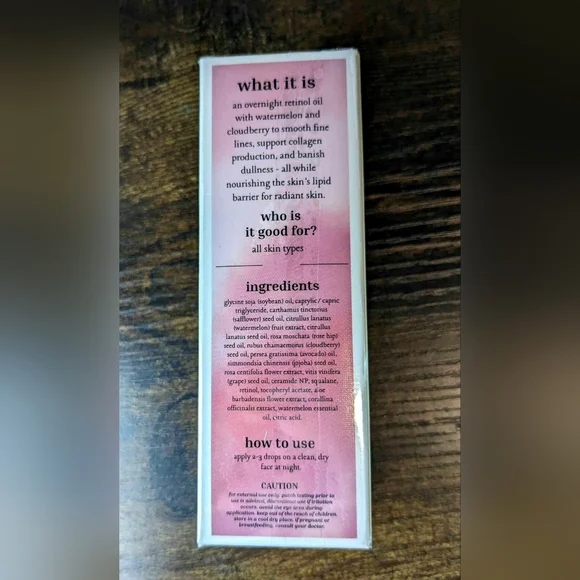 what it is
an overnight retinol oil
with watermelon and
cloudberry to smooth fine
lines, support collagen
production, and banish
dullness - all while
nourishing the skin's lipid
barrier for radiant skin.
who is
it good for?
all skin types
ingredients
glycine soja (soybean) oil, caprylic / capric
triglyceride, carthamus tinctorius
(safflower) seed oil, citrullus lanatus
(watermelon) fruit extract, citrullus
lanatus seed oil, rosa moschata (rose hip)
seed oil, rubus chamaemorus (cloudberry)
seed oil, persea gratissima (avocado) oil,
simmondsia chinensis (jojoba) seed oil,
rosa centifolia flower extract, vitis vinifera
(grape) seed oil, ceramide NP, squalane,
retinol, tocopheryl acetate, aloe
barbadensis flower extract, corallina
officinalis extract, watermelon essential
oil, citric acid.
how to use
apply 2-3 drops on a clean, dry
face at night.
CAUTION
for external use only. patch testing prior to
use is advised, discontinue use if irritation
occurs. avoid the eye area during
application. keep out of the reach of children.
store in a cool dry place. if pregnant or
breastfeeding, consult your doctor.